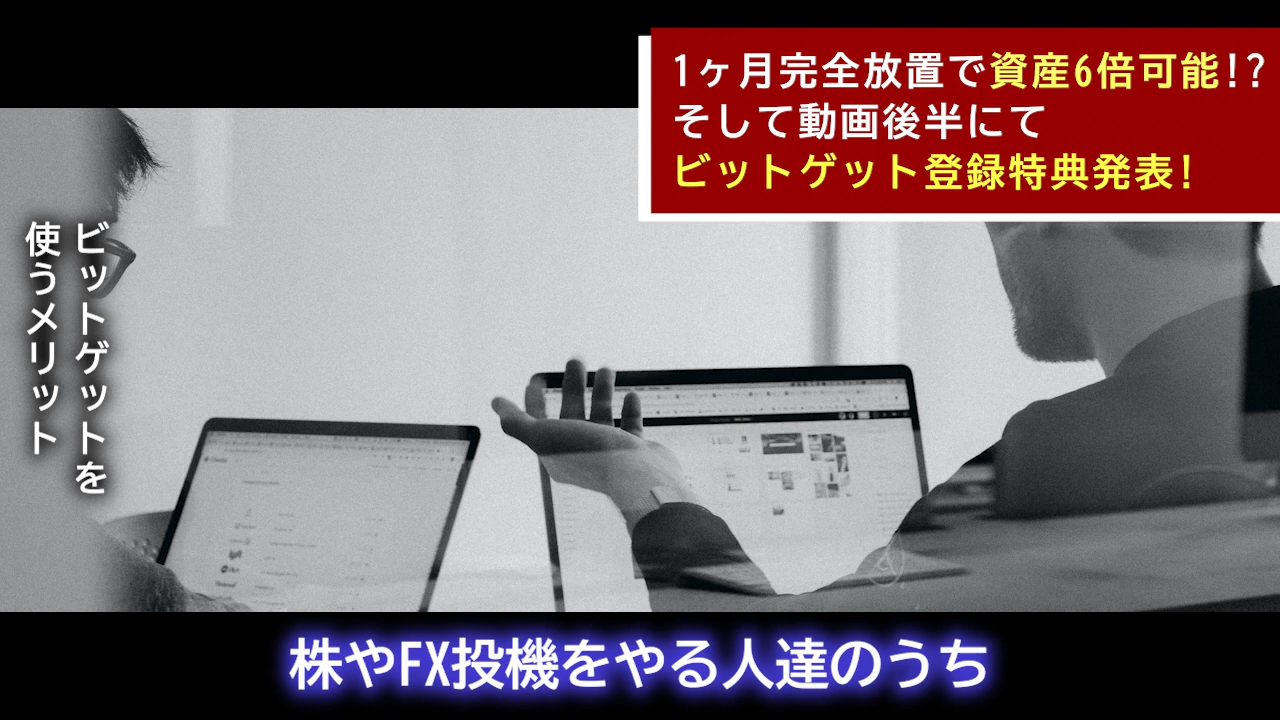 1ヶ月完全放置で資産6倍可能!?
そして動画後半にて
ビットゲット登録特典発表!
ビットゲットを
使うメリット
株やFX投機をやる人達のうち